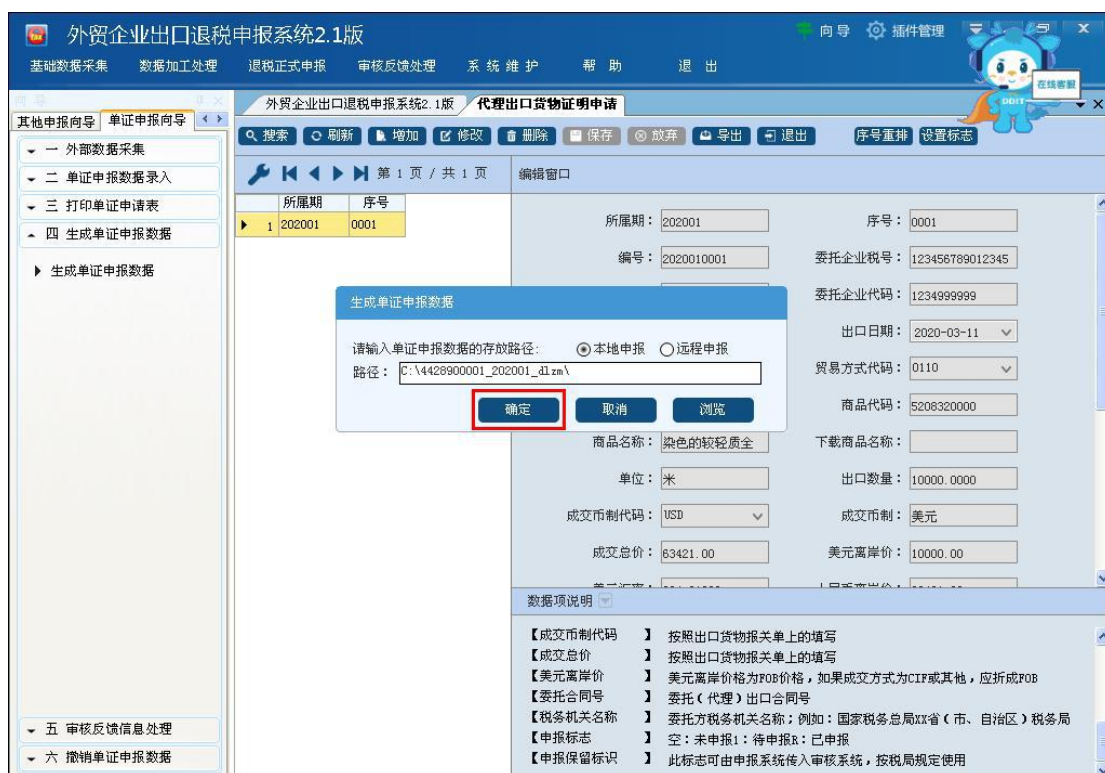 外贸企业出口退税申报系统2.1版
向导 插件管理
基础数据采集 数据加工处理 退税正式申报 审核反馈处理 系统维护 帮助 退出
在线客服
向导
外贸企业出口退税申报系统2.1版 代理出口货物证明申请
其他申报向导 单证申报向导
搜索 刷新 增加 修改 删除 保存 放弃 导出 退出 序号重排 设置标志
一 外部数据采集
二 单证申报数据录入
三 打印单证申请表
四 生成单证申报数据
生成单证申报数据
第 1 页 / 共 1 页 编辑窗口
所属期 序号
1 202001 0001
所属期: 202001 序号: 0001
编号: 2020010001 委托企业税号: 123456789012345
委托企业代码: 1234999999
生成单证申报数据
出口日期: 2020-03-11
请输入单证申报数据的存放路径: 本地申报 远程申报
路径: C:\4428900001_202001_dlzm\
贸易方式代码: 0110
确定 取消 浏览
商品代码: 5208320000
商品名称: 染色的较轻质全 下载商品名称:
单位: 米 出口数量: 10000.0000
成交币制代码: USD 成交币制: 美元
成交总价: 63421.00 美元离岸价: 10000.00
数据项说明
【成交币制代码 】 按照出口货物报关单上的填写
【成交总价 】 按照出口货物报关单上的填写
【美元离岸价 】 美元离岸价格为FOB价格,如果成交方式为CIF或其他,应折成FOB
【委托合同号 】 委托(代理)出口合同号
【税务机关名称 】 委托方税务机关名称;例如:国家税务总局XX省(市、自治区)税务局
【申报标志 】 空:未申报1:待申报R:已申报
【申报保留标识 】 此标志可由申报系统传入审核系统,按税局规定使用
五 审核反馈信息处理
六 撤销单证申报数据